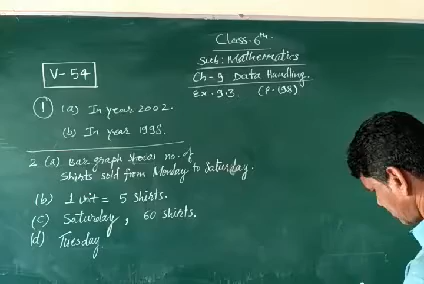 Class. 6th.
Sub: Mathematics
V-54
Ch-9 Data Handling.
Ex. 9.3. (P. 198)
1 (a) In year 2002.
(b) In year 1998.
2 (a) Bar graph shows no. of
Shirts sold from Monday to Saturday.
(b) 1 unit = 5 shirts.
(c) Saturday, 60 shirts.
(d) Tuesday